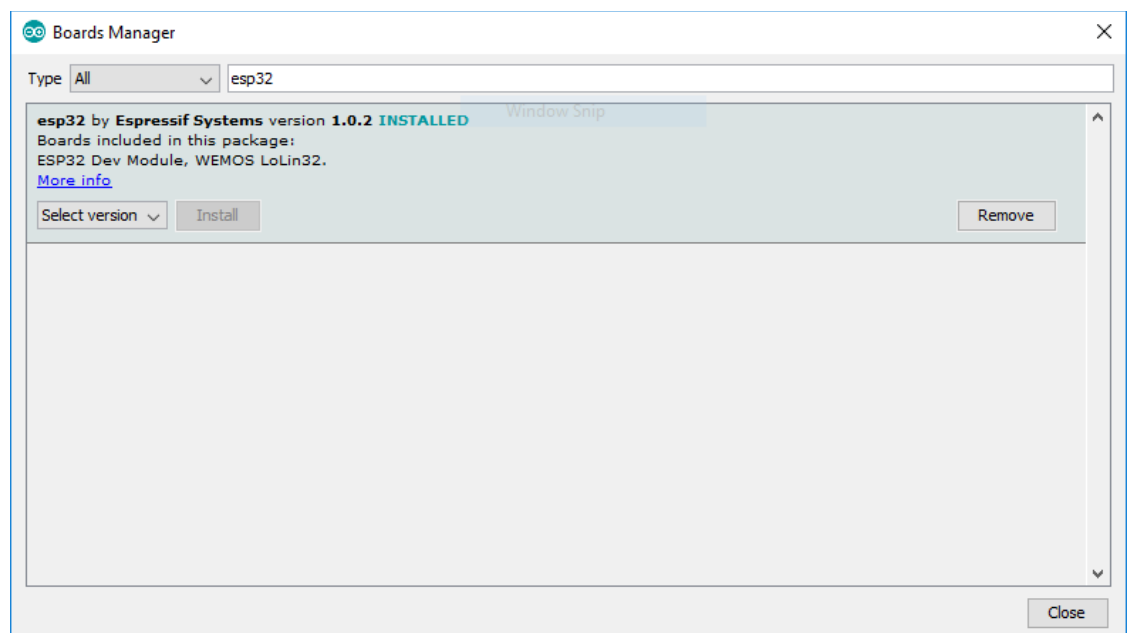 Boards Manager
Type All esp32
Window Snip
esp32 by Espressif Systems version 1.0.2 INSTALLED
Boards included in this package:
ESP32 Dev Module, WEMOS LoLin32.
More info
Select version Install Remove
Close